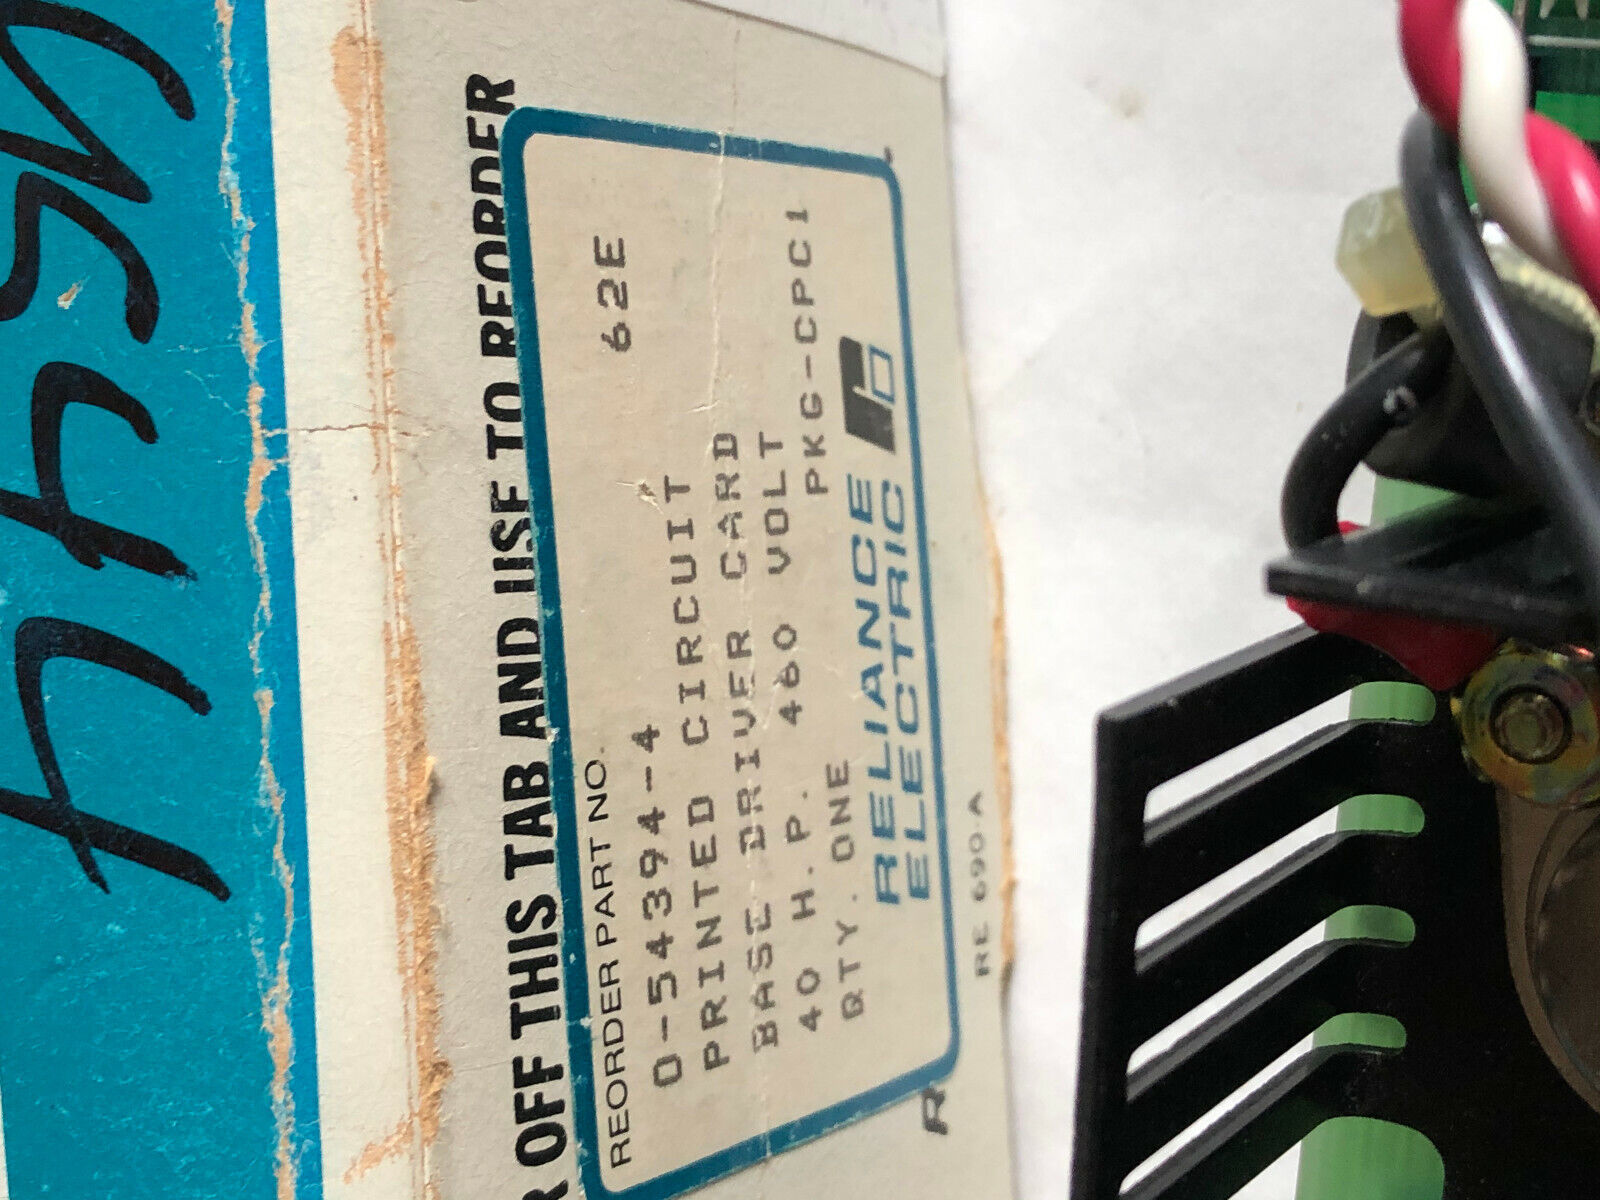 4544
R OFF THIS TAB AND USE TO REORDER
REORDER PART NO.
62E
0-54394-4
PRINTED CIRCUIT
BASE DRIVER CARD
40 H.P. 460 VOLT
QTY. ONE PKG-CPC1
RELIANCE
ELECTRIC
RE 690-A
R